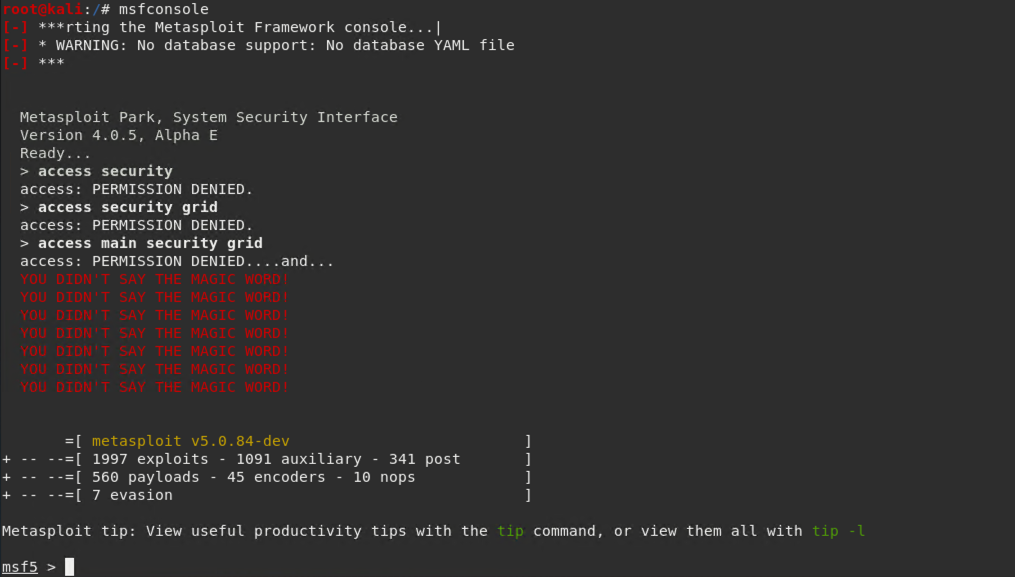 root@kali:/# msfconsole
[-] ***rting the Metasploit Framework console...|
[-] * WARNING: No database support: No database YAML file
[-] ***
Metasploit Park, System Security Interface
Version 4.0.5, Alpha E
Ready...
> access security
access: PERMISSION DENIED.
> access security grid
access: PERMISSION DENIED.
> access main security grid
access: PERMISSION DENIED....and...
YOU DIDN'T SAY THE MAGIC WORD!
YOU DIDN'T SAY THE MAGIC WORD!
YOU DIDN'T SAY THE MAGIC WORD!
YOU DIDN'T SAY THE MAGIC WORD!
YOU DIDN'T SAY THE MAGIC WORD!
YOU DIDN'T SAY THE MAGIC WORD!
YOU DIDN'T SAY THE MAGIC WORD!
=[ metasploit v5.0.84-dev ]
+ -- --=[ 1997 exploits - 1091 auxiliary - 341 post ]
+ -- --=[ 560 payloads - 45 encoders - 10 nops ]
+ -- --=[ 7 evasion ]
Metasploit tip: View useful productivity tips with the tip command, or view them all with tip -l
msf5 >